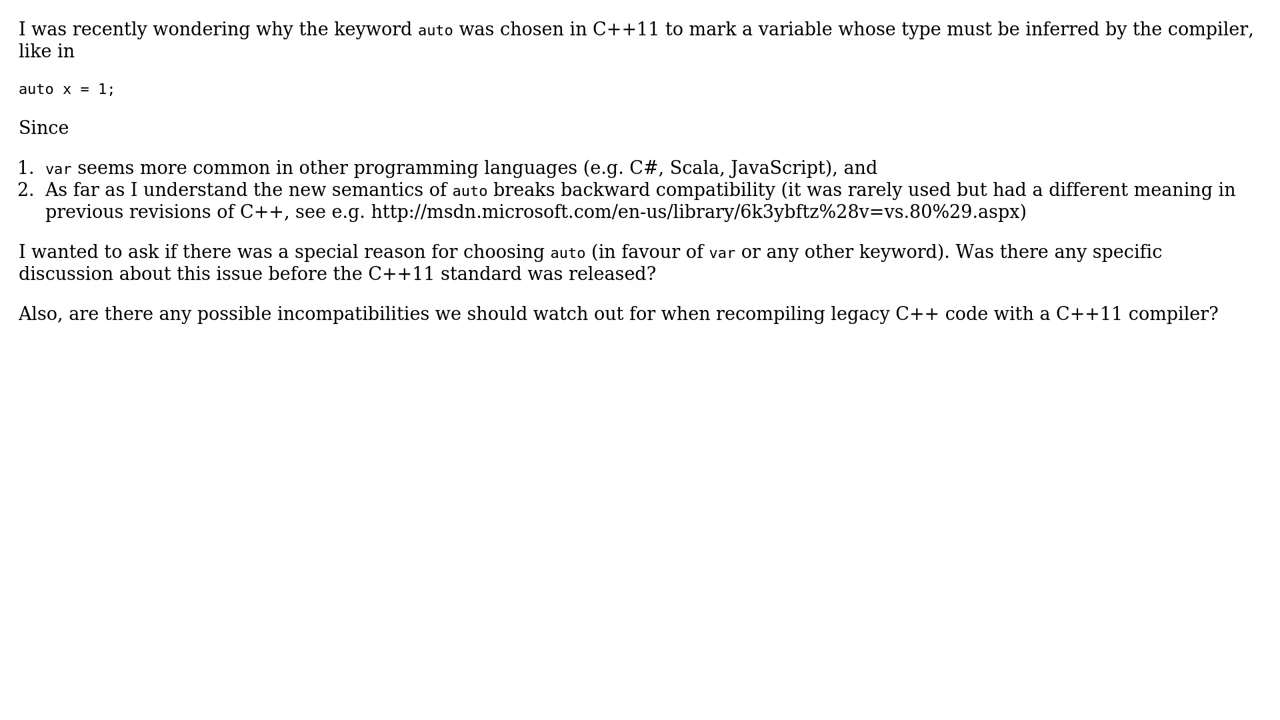 I was recently wondering why the keyword auto was chosen in C++11 to mark a variable whose type must be inferred by the compiler,
like in
auto x = 1;
Since
1. var seems more common in other programming languages (e.g. C#, Scala, JavaScript), and
2. As far as I understand the new semantics of auto breaks backward compatibility (it was rarely used but had a different meaning in
previous revisions of C++, see e.g. http://msdn.microsoft.com/en-us/library/6k3ybftz%28v=vs.80%29.aspx)
I wanted to ask if there was a special reason for choosing auto (in favour of var or any other keyword). Was there any specific
discussion about this issue before the C++11 standard was released?
Also, are there any possible incompatibilities we should watch out for when recompiling legacy C++ code with a C++11 compiler?